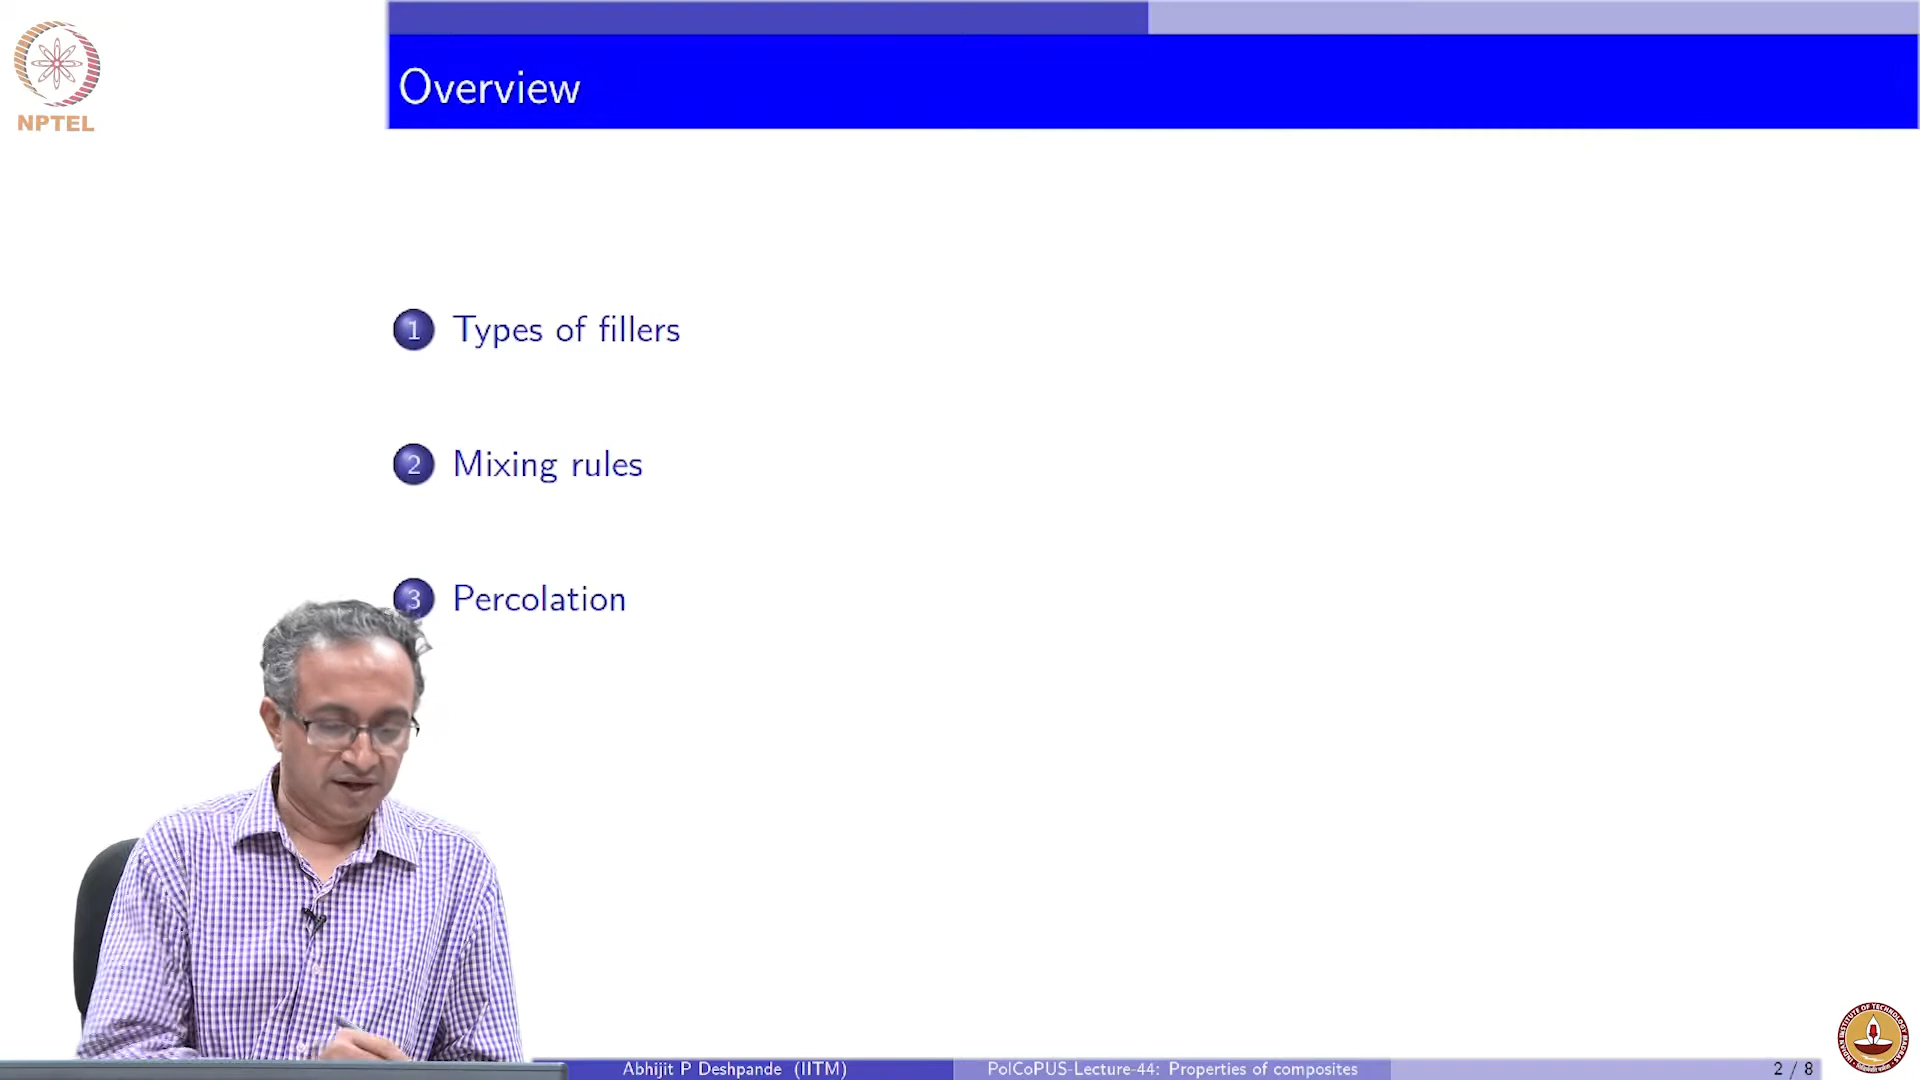 NPTEL
Overview
1 Types of fillers
2 Mixing rules
3 Percolation
Abhijit P Deshpande (IITM)
PolCoPUS-Lecture-44: Properties of composites
2 / 8